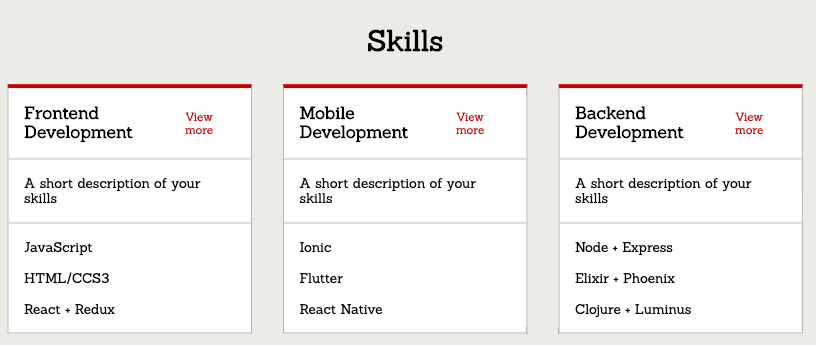 Skills
Frontend
Development
View
more
A short description of your
skills
JavaScript
HTML/CCS3
React + Redux
Mobile
Development
View
more
A short description of your
skills
Ionic
Flutter
React Native
Backend
Development
View
more
A short description of your
skills
Node + Express
Elixir + Phoenix
Clojure + Luminus